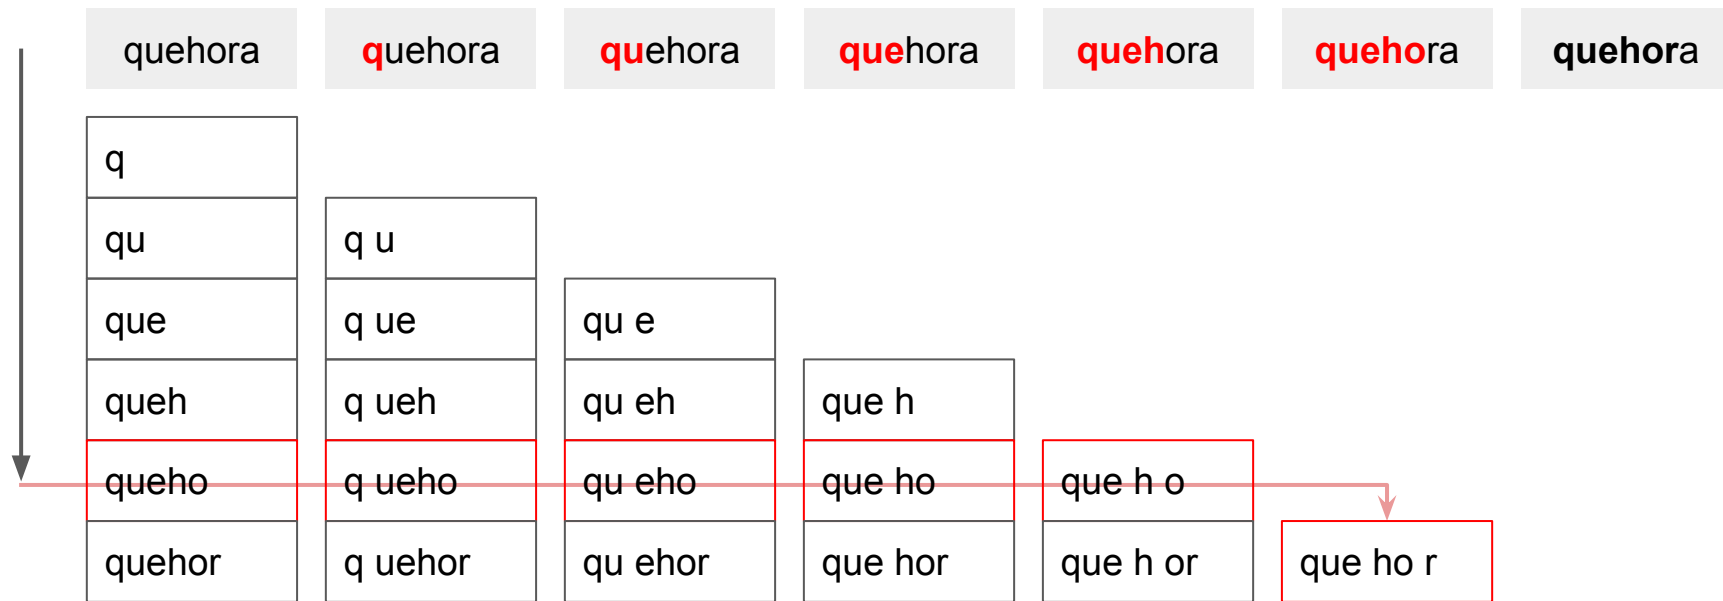 quehora quehora quehora quehora quehora quehora quehora
q
qu q u
que q ue qu e
queh q ueh qu eh que h
queho q ueho qu eho que ho que h o
quehor q uehor qu ehor que hor que h or que ho r